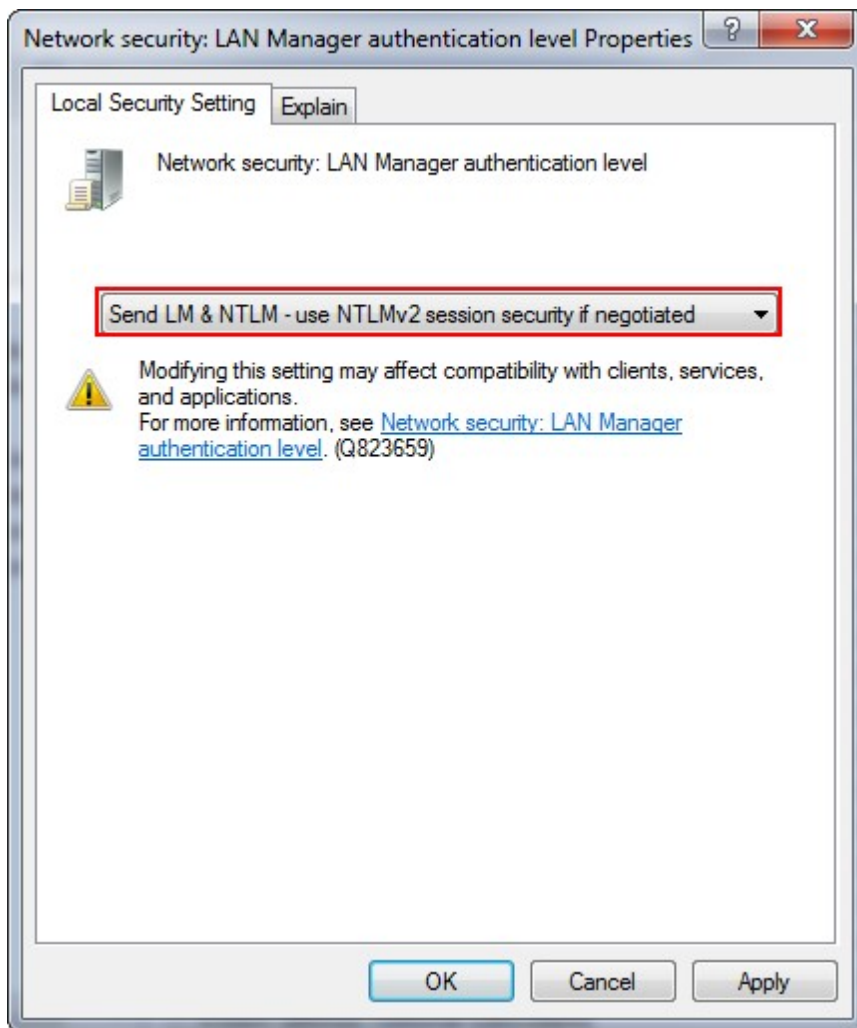 Network security: LAN Manager authentication level Properties
Local Security Setting
Explain
Network security: LAN Manager authentication level
Send LM & NTLM - use NTLMv2 session security if negotiated
Modifying this setting may affect compatibility with clients, services,
and applications.
For more information, see Network security: LAN Manager
authentication level. (Q823659)
OK
Cancel
Apply